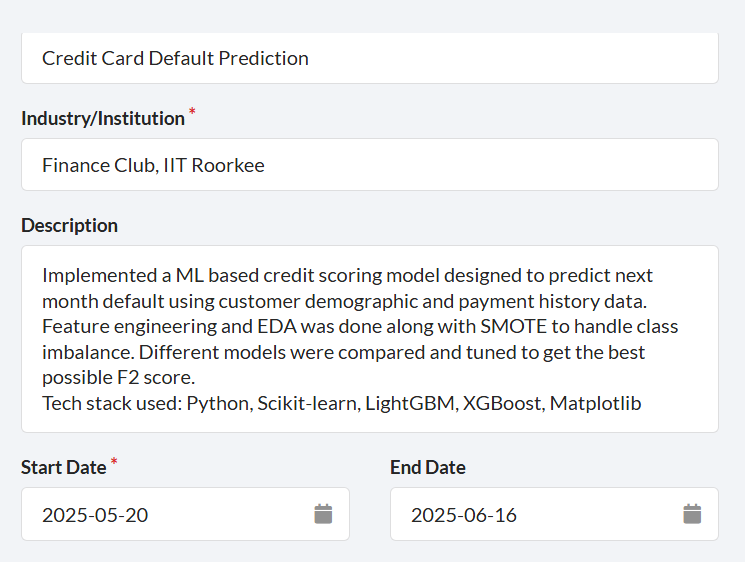 Credit Card Default Prediction
Industry/Institution *
Finance Club, IIT Roorkee
Description
Implemented a ML based credit scoring model designed to predict next
month default using customer demographic and payment history data.
Feature engineering and EDA was done along with SMOTE to handle class
imbalance. Different models were compared and tuned to get the best
possible F2 score.
Tech stack used: Python, Scikit-learn, LightGBM, XGBoost, Matplotlib
Start Date * End Date
2025-05-20 2025-06-16